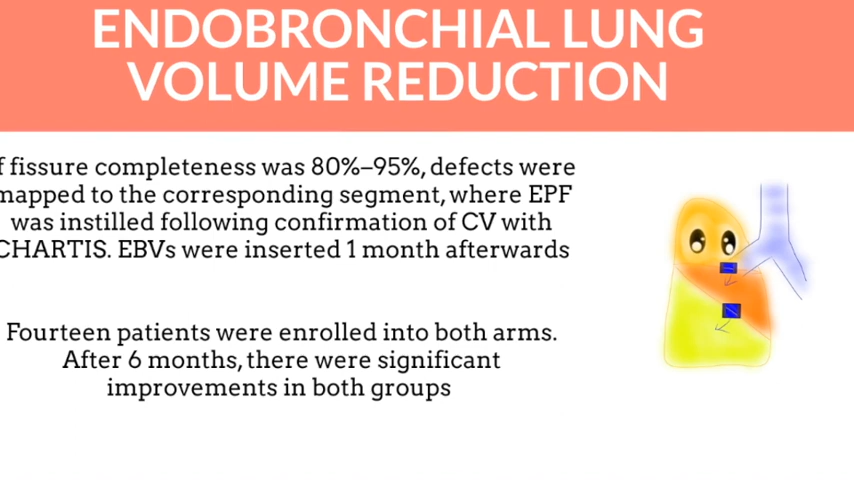 ENDOBRONCHIAL LUNG
VOLUME REDUCTION
f fissure completeness was 80%–95%, defects were
mapped to the corresponding segment, where EPF
was instilled following confirmation of CV with
CHARTIS. EBVs were inserted 1 month afterwards
Fourteen patients were enrolled into both arms.
After 6 months, there were significant
improvements in both groups